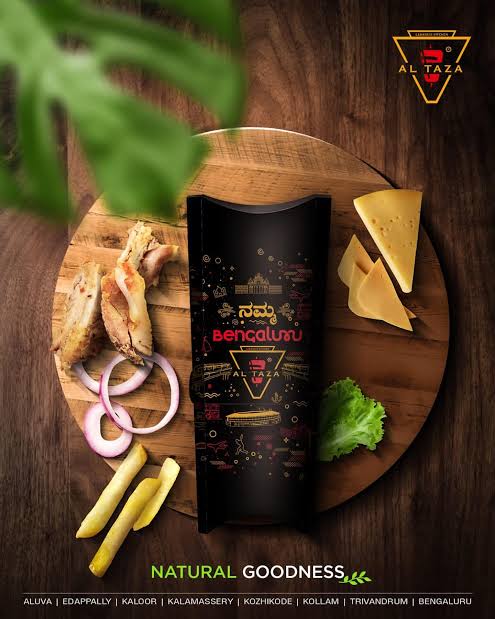 AL TAZA
ನಮ್ಮ
Bengaluru
AL TAZA
NATURAL GOODNESS
ALUVA | EDAPPALLY | KALOOR | KALAMASSERY | KOZHIKODE | KOLLAM | TRIVANDRUM | BENGALURU